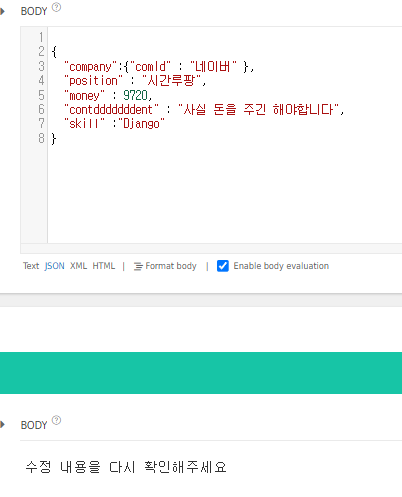 BODY ?
1
2 {
3 "company":{"comId" : "네이버" },
4 "position" : "시간루팡",
5 "money" : 9720,
6 "contdddddddent" : "사실 돈을 주긴 해야합니다",
7 "skill" :"Django"
8 }
Text JSON XML HTML | Format body | Enable body evaluation
BODY ?
수정 내용을 다시 확인해주세요